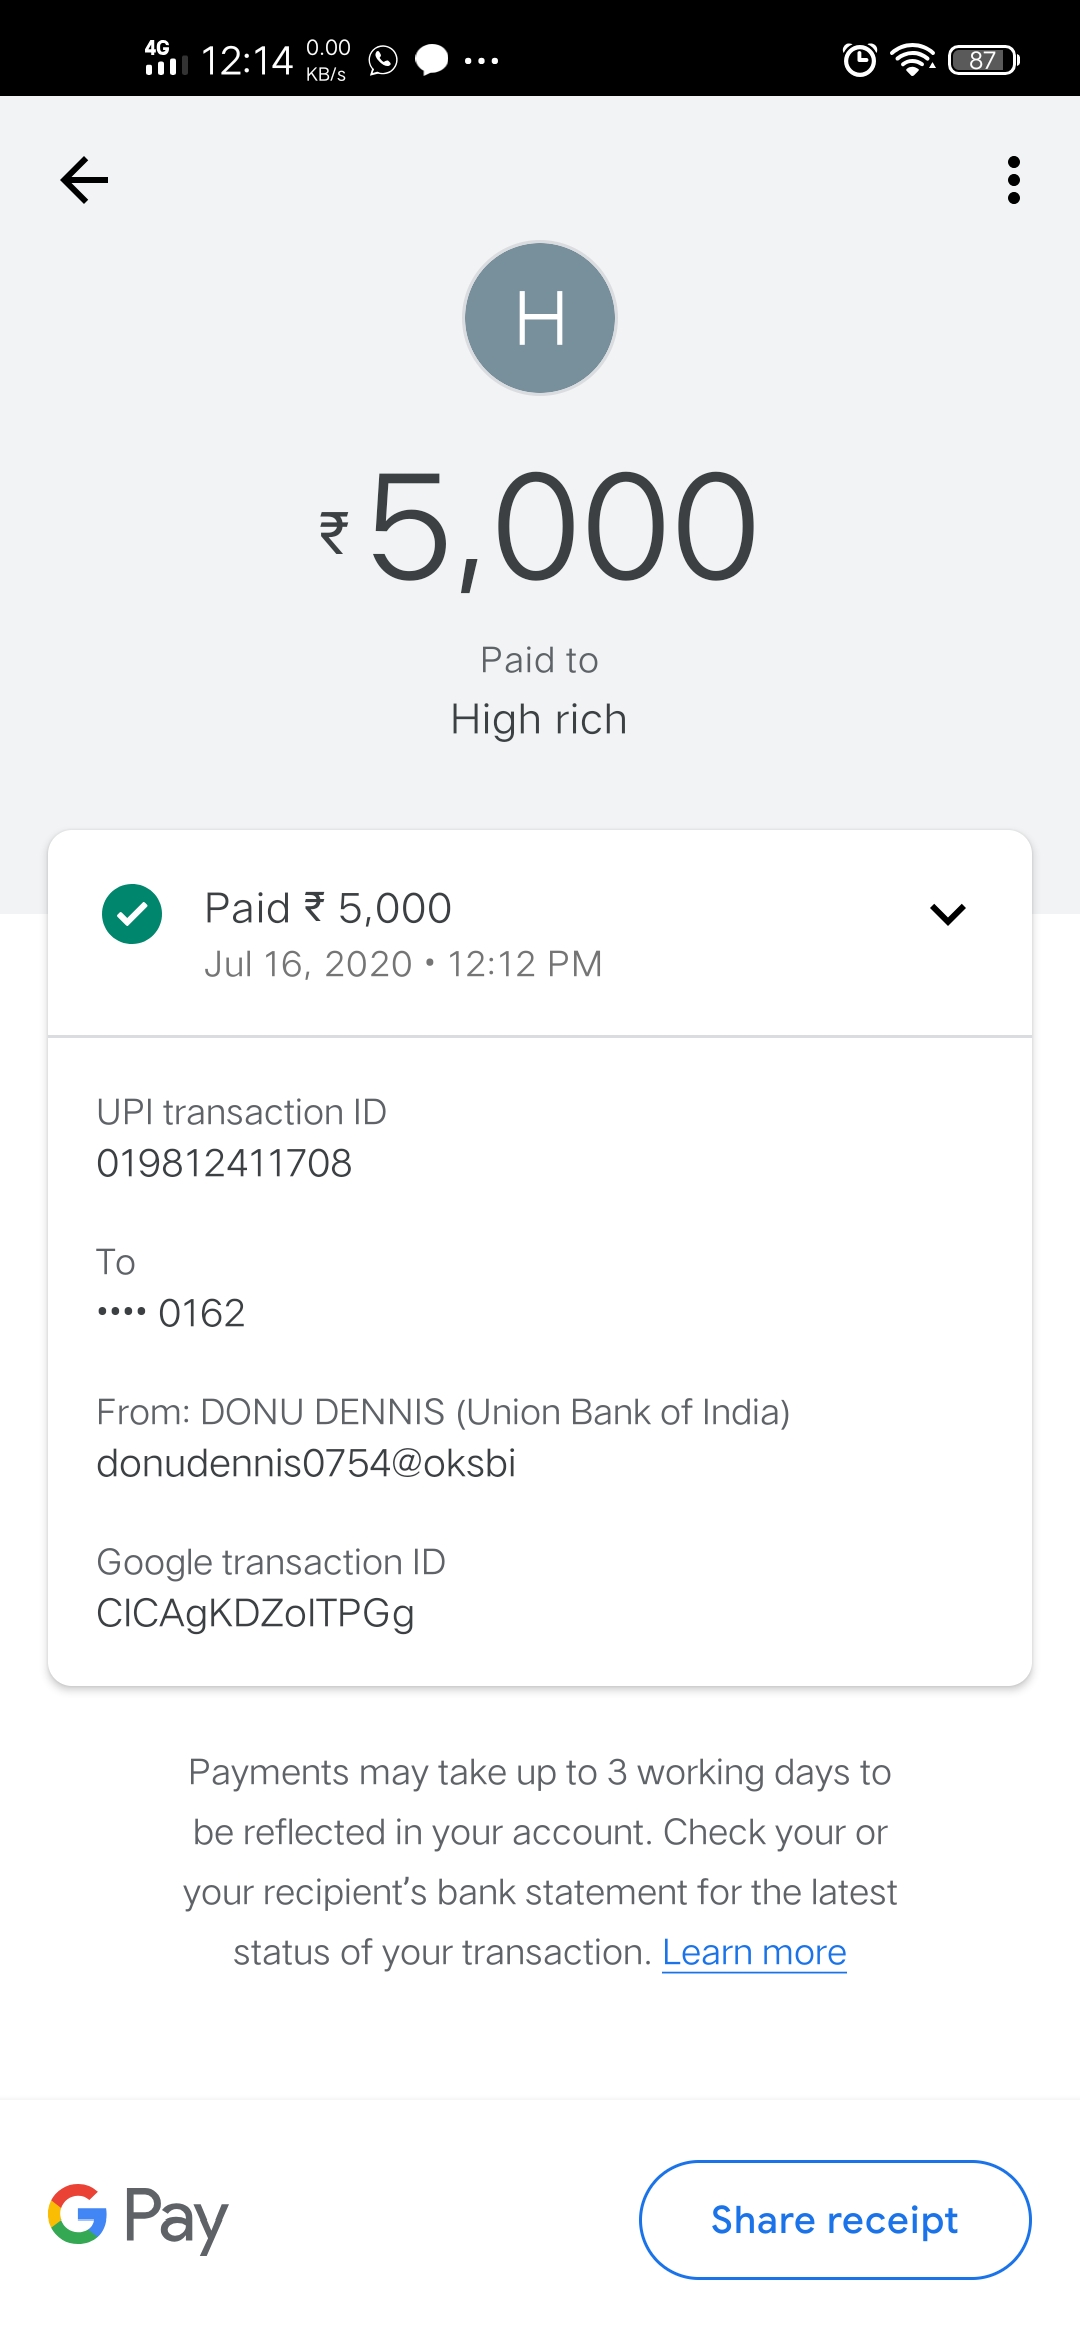 4G 12:14 0.00 KB/s 87
H
₹5,000
Paid to
High rich
Paid ₹ 5,000
Jul 16, 2020 • 12:12 PM
UPI transaction ID
019812411708
To
•••• 0162
From: DONU DENNIS (Union Bank of India)
donudennis0754@oksbi
Google transaction ID
CICAgKDZoITPGg
Payments may take up to 3 working days to
be reflected in your account. Check your or
your recipient's bank statement for the latest
status of your transaction. Learn more
G Pay
Share receipt